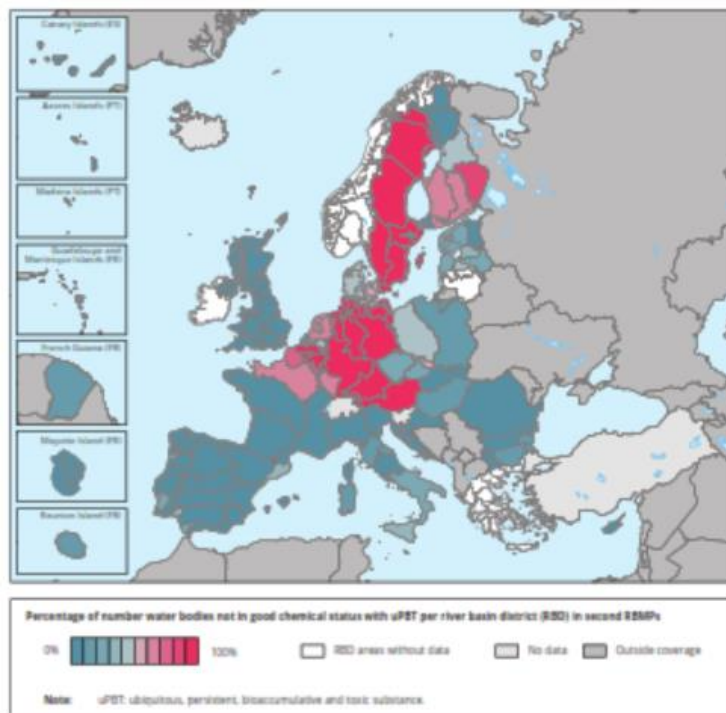 Canary Islands (ES)
Azores Islands (PT)
Madeira Islands (PT)
Guadeloupe and
Martinique Islands (FR)
French Guiana (FR)
Mayotte Island (FR)
Reunion Island (FR)
Percentage of number water bodies not in good chemical status with uPBT per river basin district (RBD) in second RBMPs
0% 100% RBD areas without data No data Outside coverage
Note: uPBT: ubiquitous, persistent, bioaccumulative and toxic substance.